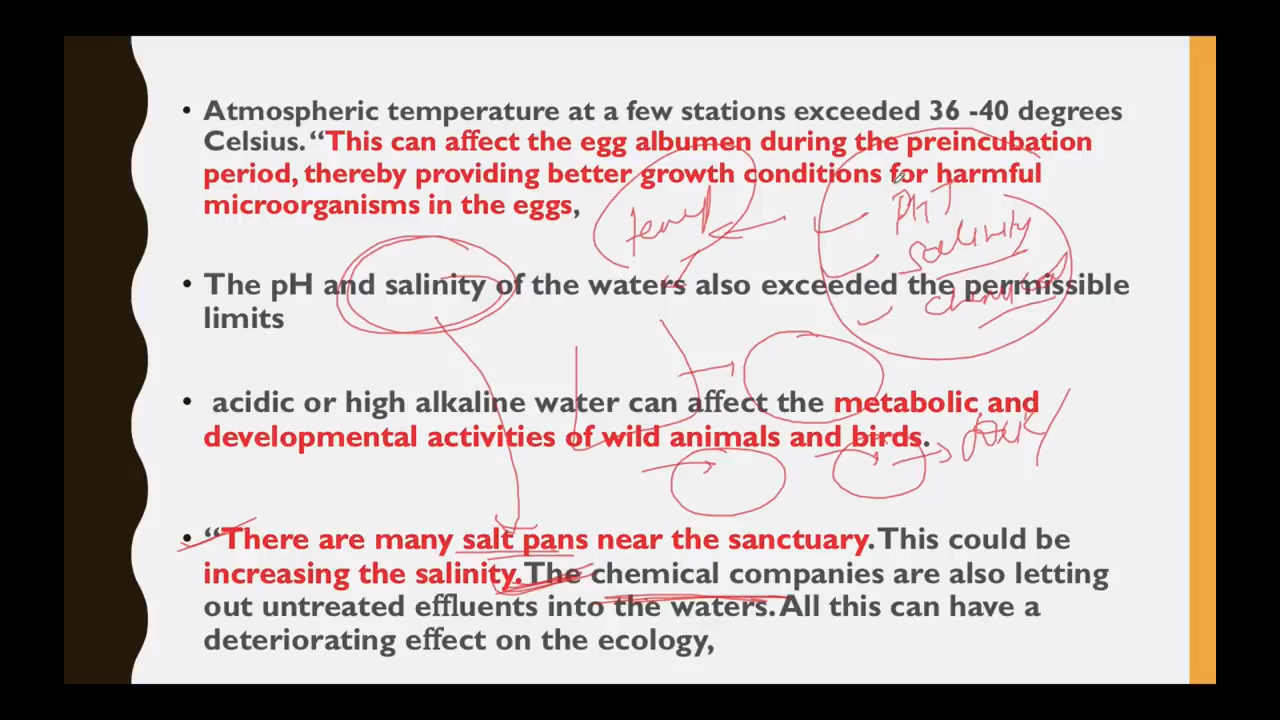 • Atmospheric temperature at a few stations exceeded 36 -40 degrees
Celsius. “This can affect the egg albumen during the preincubation
period, thereby providing better growth conditions for harmful
microorganisms in the eggs,
temp
PH↑
salinity
• The pH and salinity of the waters also exceeded the permissible
limits
• acidic or high alkaline water can affect the metabolic and
developmental activities of wild animals and birds.
• “There are many salt pans near the sanctuary. This could be
increasing the salinity. The chemical companies are also letting
out untreated effluents into the waters. All this can have a
deteriorating effect on the ecology,